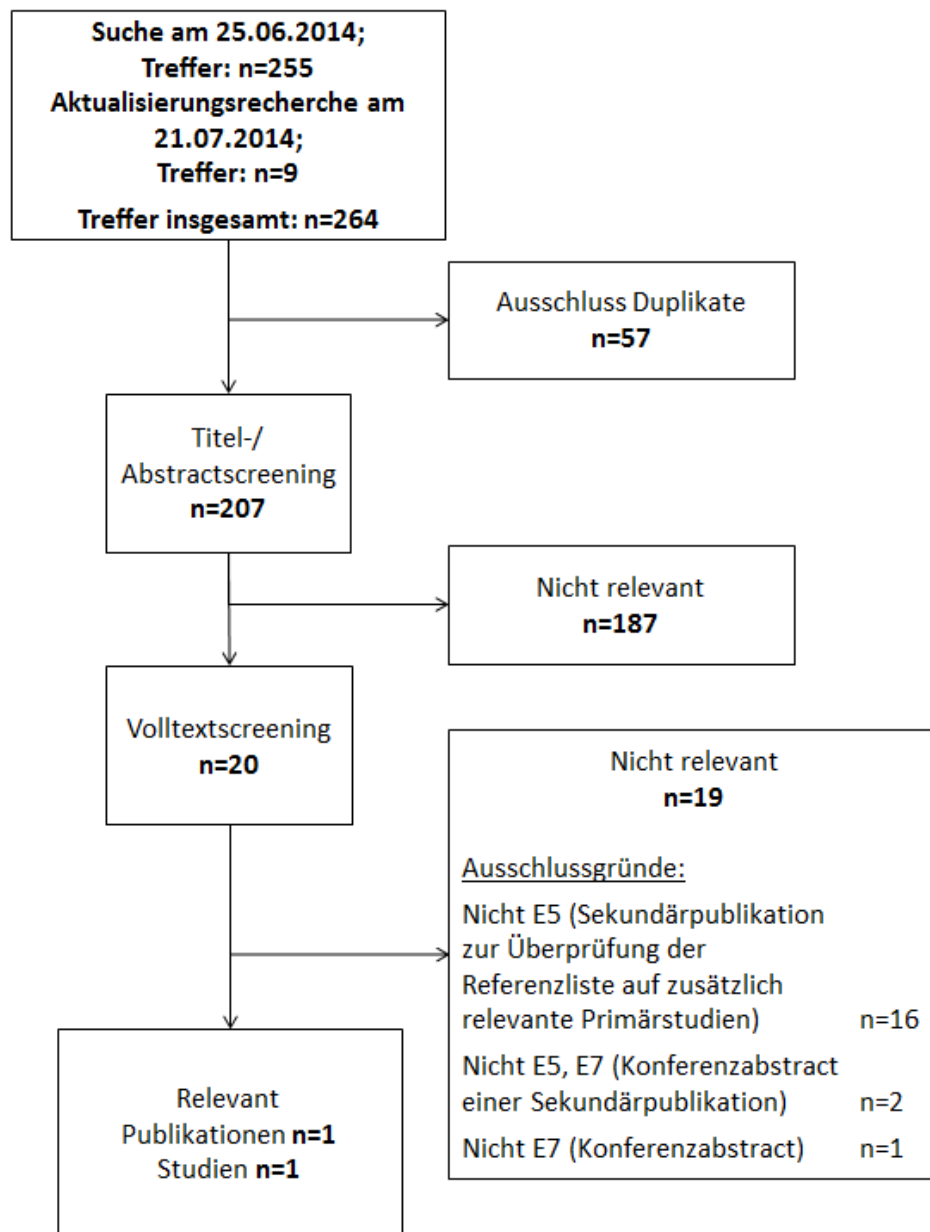 Suche am 25.06.2014;
Treffer: n=255
Aktualisierungsrecherche am
21.07.2014;
Treffer: n=9
Treffer insgesamt: n=264
Ausschluss Duplikate
n=57
Titel-/
Abstractscreening
n=207
Nicht relevant
n=187
Volltextscreening
n=20
Nicht relevant
n=19
Ausschlussgründe:
Nicht E5 (Sekundärpublikation
zur Überprüfung der
Referenzliste auf zusätzlich
relevante Primärstudien) n=16
Nicht E5, E7 (Konferenzabstract
einer Sekundärpublikation) n=2
Nicht E7 (Konferenzabstract) n=1
Relevant
Publikationen n=1
Studien n=1